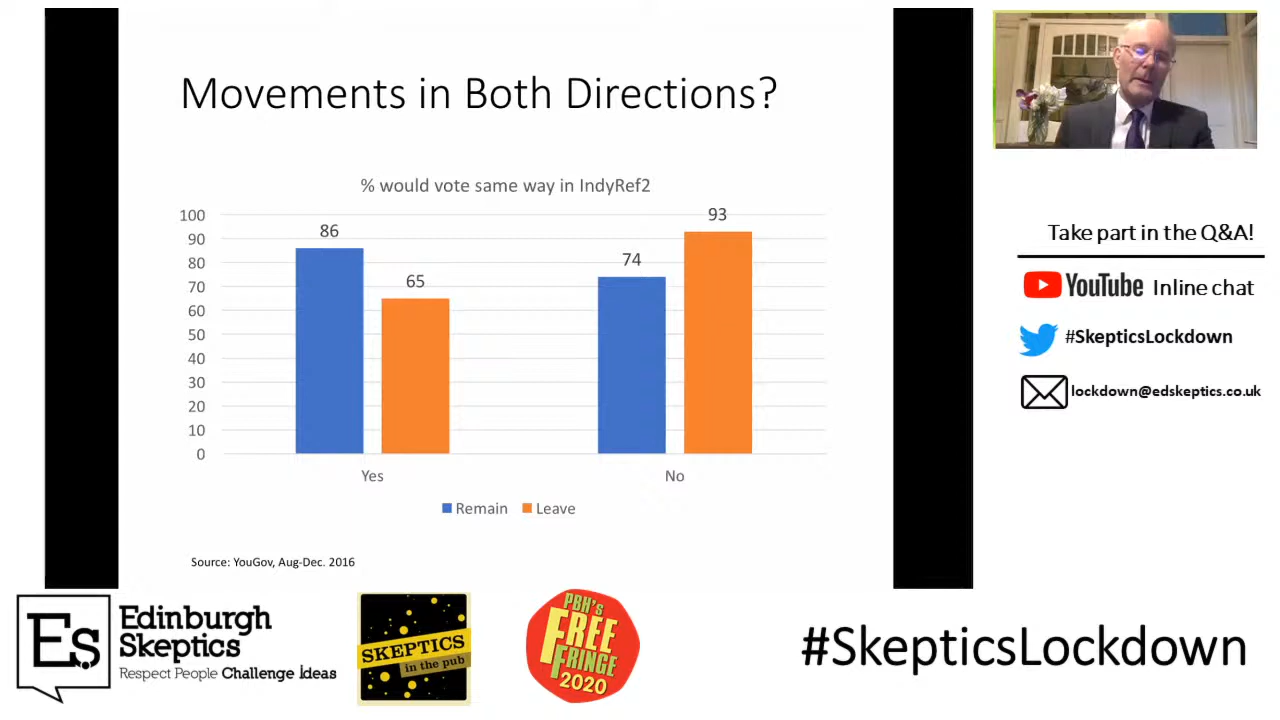 Movements in Both Directions?
% would vote same way in IndyRef2
100
90
80
70
60
50
40
30
20
10
0
86
65
74
93
Yes
No
Remain
Leave
Source: YouGov, Aug-Dec. 2016
Take part in the Q&A!
YouTube Inline chat
#SkepticsLockdown
lockdown@edskeptics.co.uk
Es
Edinburgh
Skeptics
Respect People Challenge Ideas
SKEPTICS
in the pub
PBH's
FREE
FRINGE
2020
#SkepticsLockdown